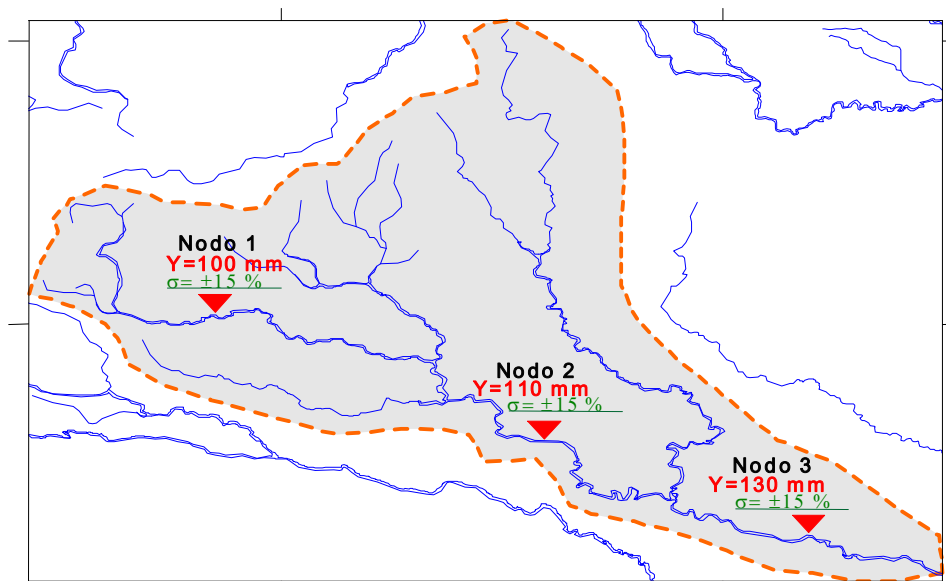 Nodo 1
Y=100 mm
σ= ±15 %
Nodo 2
Y=110 mm
σ= ±15 %
Nodo 3
Y=130 mm
σ= ±15 %